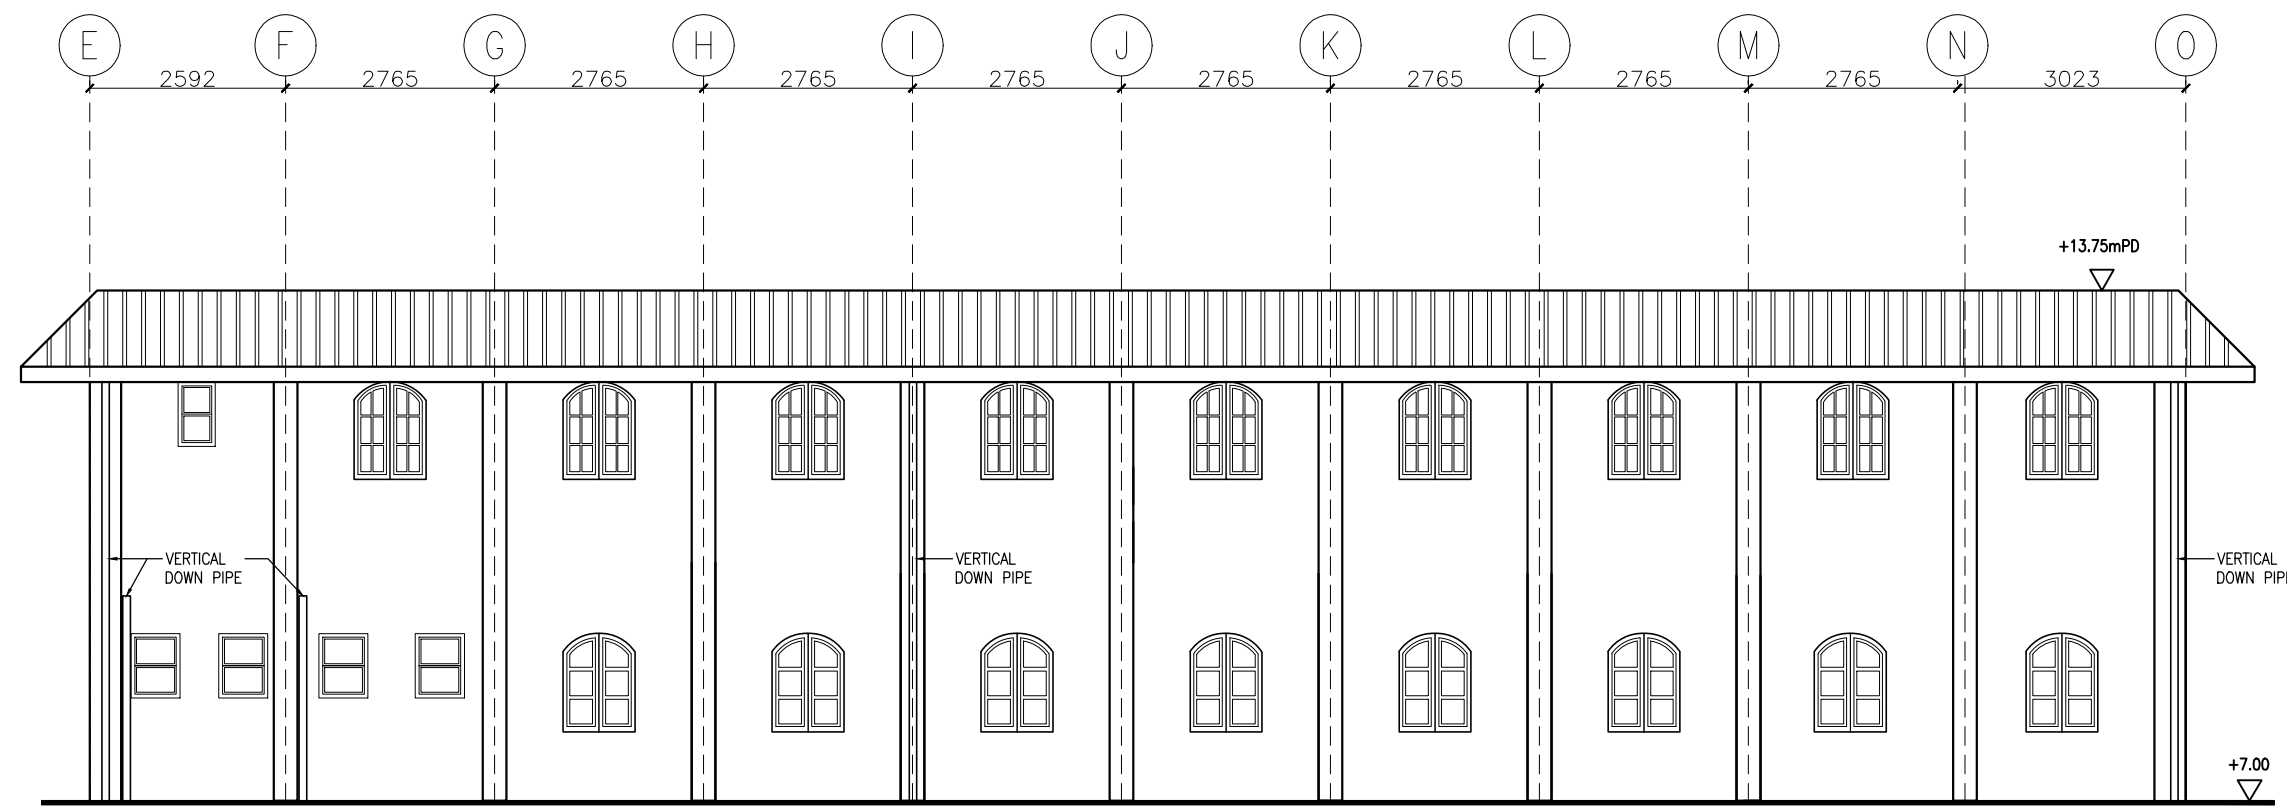 E F G H I J K L M N O
2592 2765 2765 2765 2765 2765 2765 2765 2765 3023
+13.75mPD
VERTICAL
DOWN PIPE
VERTICAL
DOWN PIPE
VERTICAL
DOWN PIPE
+7.00